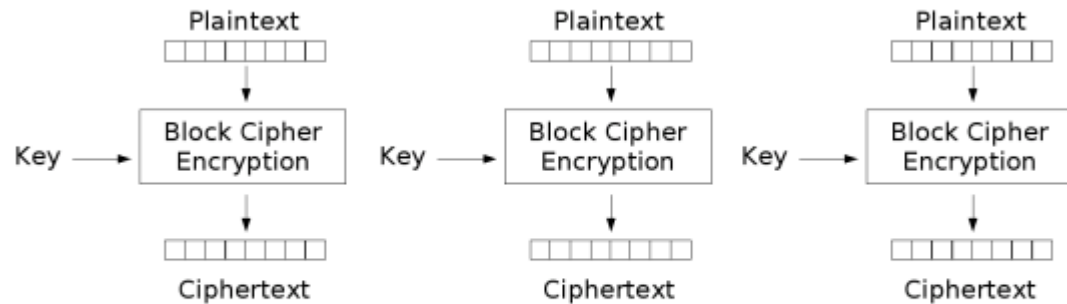 Plaintext Plaintext Plaintext
Key Block Cipher Encryption Key Block Cipher Encryption Key Block Cipher Encryption
Ciphertext Ciphertext Ciphertext